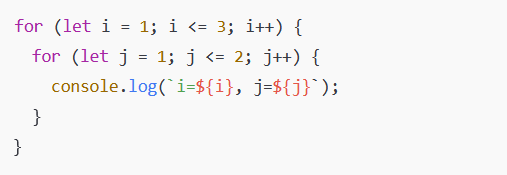 for (let i = 1; i <= 3; i++) {
  for (let j = 1; j <= 2; j++) {
    console.log(`i=${i}, j=${j}`);
  }
}